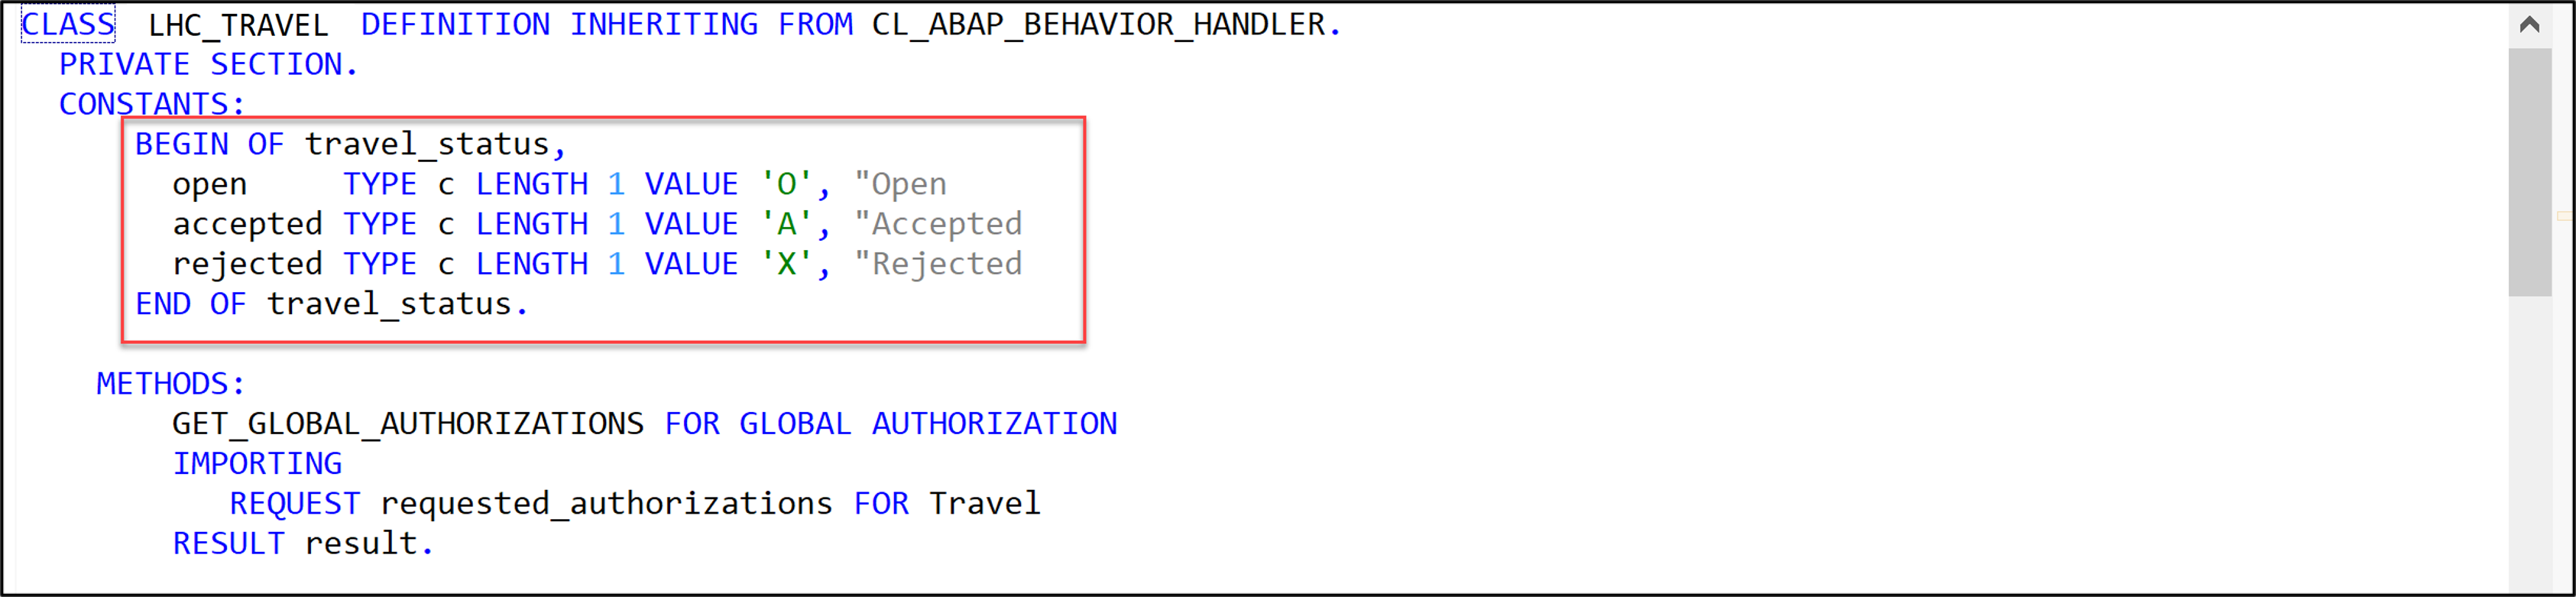 CLASS LHC_TRAVEL DEFINITION INHERITING FROM CL_ABAP_BEHAVIOR_HANDLER.
PRIVATE SECTION.
CONSTANTS:
BEGIN OF travel_status,
open TYPE c LENGTH 1 VALUE 'O', "Open
accepted TYPE c LENGTH 1 VALUE 'A', "Accepted
rejected TYPE c LENGTH 1 VALUE 'X', "Rejected
END OF travel_status.
METHODS:
GET_GLOBAL_AUTHORIZATIONS FOR GLOBAL AUTHORIZATION
IMPORTING
REQUEST requested_authorizations FOR Travel
RESULT result.